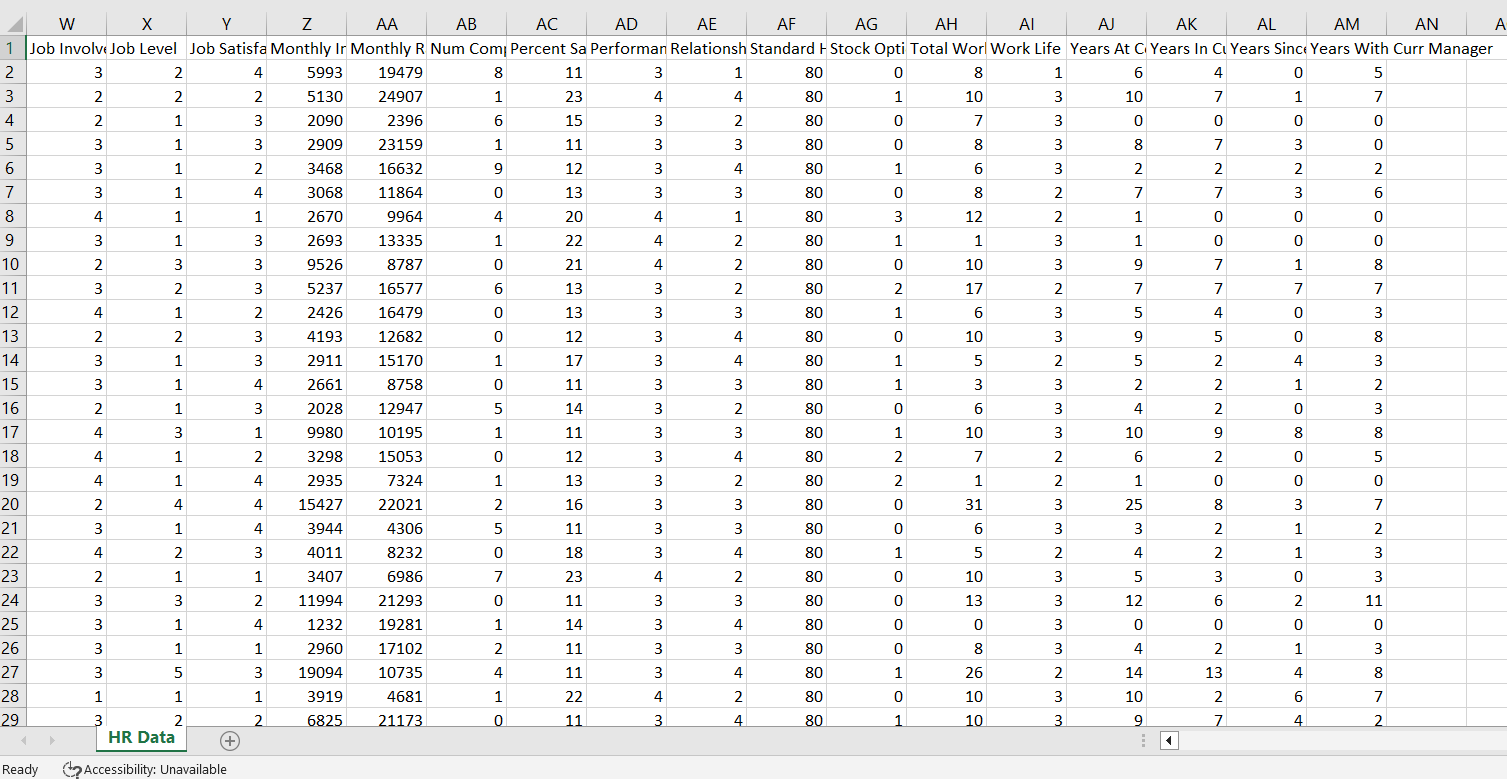 W X Y Z AA AB AC AD AE AF AG AH AI AJ AK AL AM AN A
1 Job Involve Job Level Job Satisfa Monthly In Monthly R Num Comp Percent Sa Performan Relationsh Standard H Stock Opti Total Worl Work Life Years At Co Years In Cu Years Since Years With Curr Manager
2 3 2 4 5993 19479 8 11 3 1 80 0 8 1 6 4 0 5
3 2 2 2 5130 24907 1 23 4 4 80 1 10 3 10 7 1 7
4 2 1 3 2090 2396 6 15 3 2 80 0 7 3 0 0 0 0
5 3 1 3 2909 23159 1 11 3 3 80 0 8 3 8 7 3 0
6 3 1 2 3468 16632 9 12 3 4 80 1 6 3 2 2 2 2
7 3 1 4 3068 11864 0 13 3 3 80 0 8 2 7 7 3 6
8 4 1 1 2670 9964 4 20 4 1 80 3 12 2 1 0 0 0
9 3 1 3 2693 13335 1 22 4 2 80 1 1 3 1 0 0 0
10 2 3 3 9526 8787 0 21 4 2 80 0 10 3 9 7 1 8
11 3 2 3 5237 16577 6 13 3 2 80 2 17 2 7 7 7 7
12 4 1 2 2426 16479 0 13 3 3 80 1 6 3 5 4 0 3
13 2 2 3 4193 12682 0 12 3 4 80 0 10 3 9 5 0 8
14 3 1 3 2911 15170 1 17 3 4 80 1 5 2 5 2 4 3
15 3 1 4 2661 8758 0 11 3 3 80 1 3 3 2 2 1 2
16 2 1 3 2028 12947 5 14 3 2 80 0 6 3 4 2 0 3
17 4 3 1 9980 10195 1 11 3 3 80 1 10 3 10 9 8 8
18 4 1 2 3298 15053 0 12 3 4 80 2 7 2 6 2 0 5
19 4 1 4 2935 7324 1 13 3 2 80 2 1 2 1 0 0 0
20 2 4 4 15427 22021 2 16 3 3 80 0 31 3 25 8 3 7
21 3 1 4 3944 4306 5 11 3 3 80 0 6 3 3 2 1 2
22 4 2 3 4011 8232 0 18 3 4 80 1 5 2 4 2 1 3
23 2 1 1 3407 6986 7 23 4 2 80 0 10 3 5 3 0 3
24 3 3 2 11994 21293 0 11 3 3 80 0 13 3 12 6 2 11
25 3 1 4 1232 19281 1 14 3 4 80 0 0 3 0 0 0 0
26 3 1 1 2960 17102 2 11 3 3 80 0 8 3 4 2 1 3
27 3 5 3 19094 10735 4 11 3 4 80 1 26 2 14 13 4 8
28 1 1 1 3919 4681 1 22 4 2 80 0 10 3 10 2 6 7
29 3 2 2 6825 21173 0 11 3 4 80 1 10 3 9 7 4 2
HR Data
Ready Accessibility: Unavailable